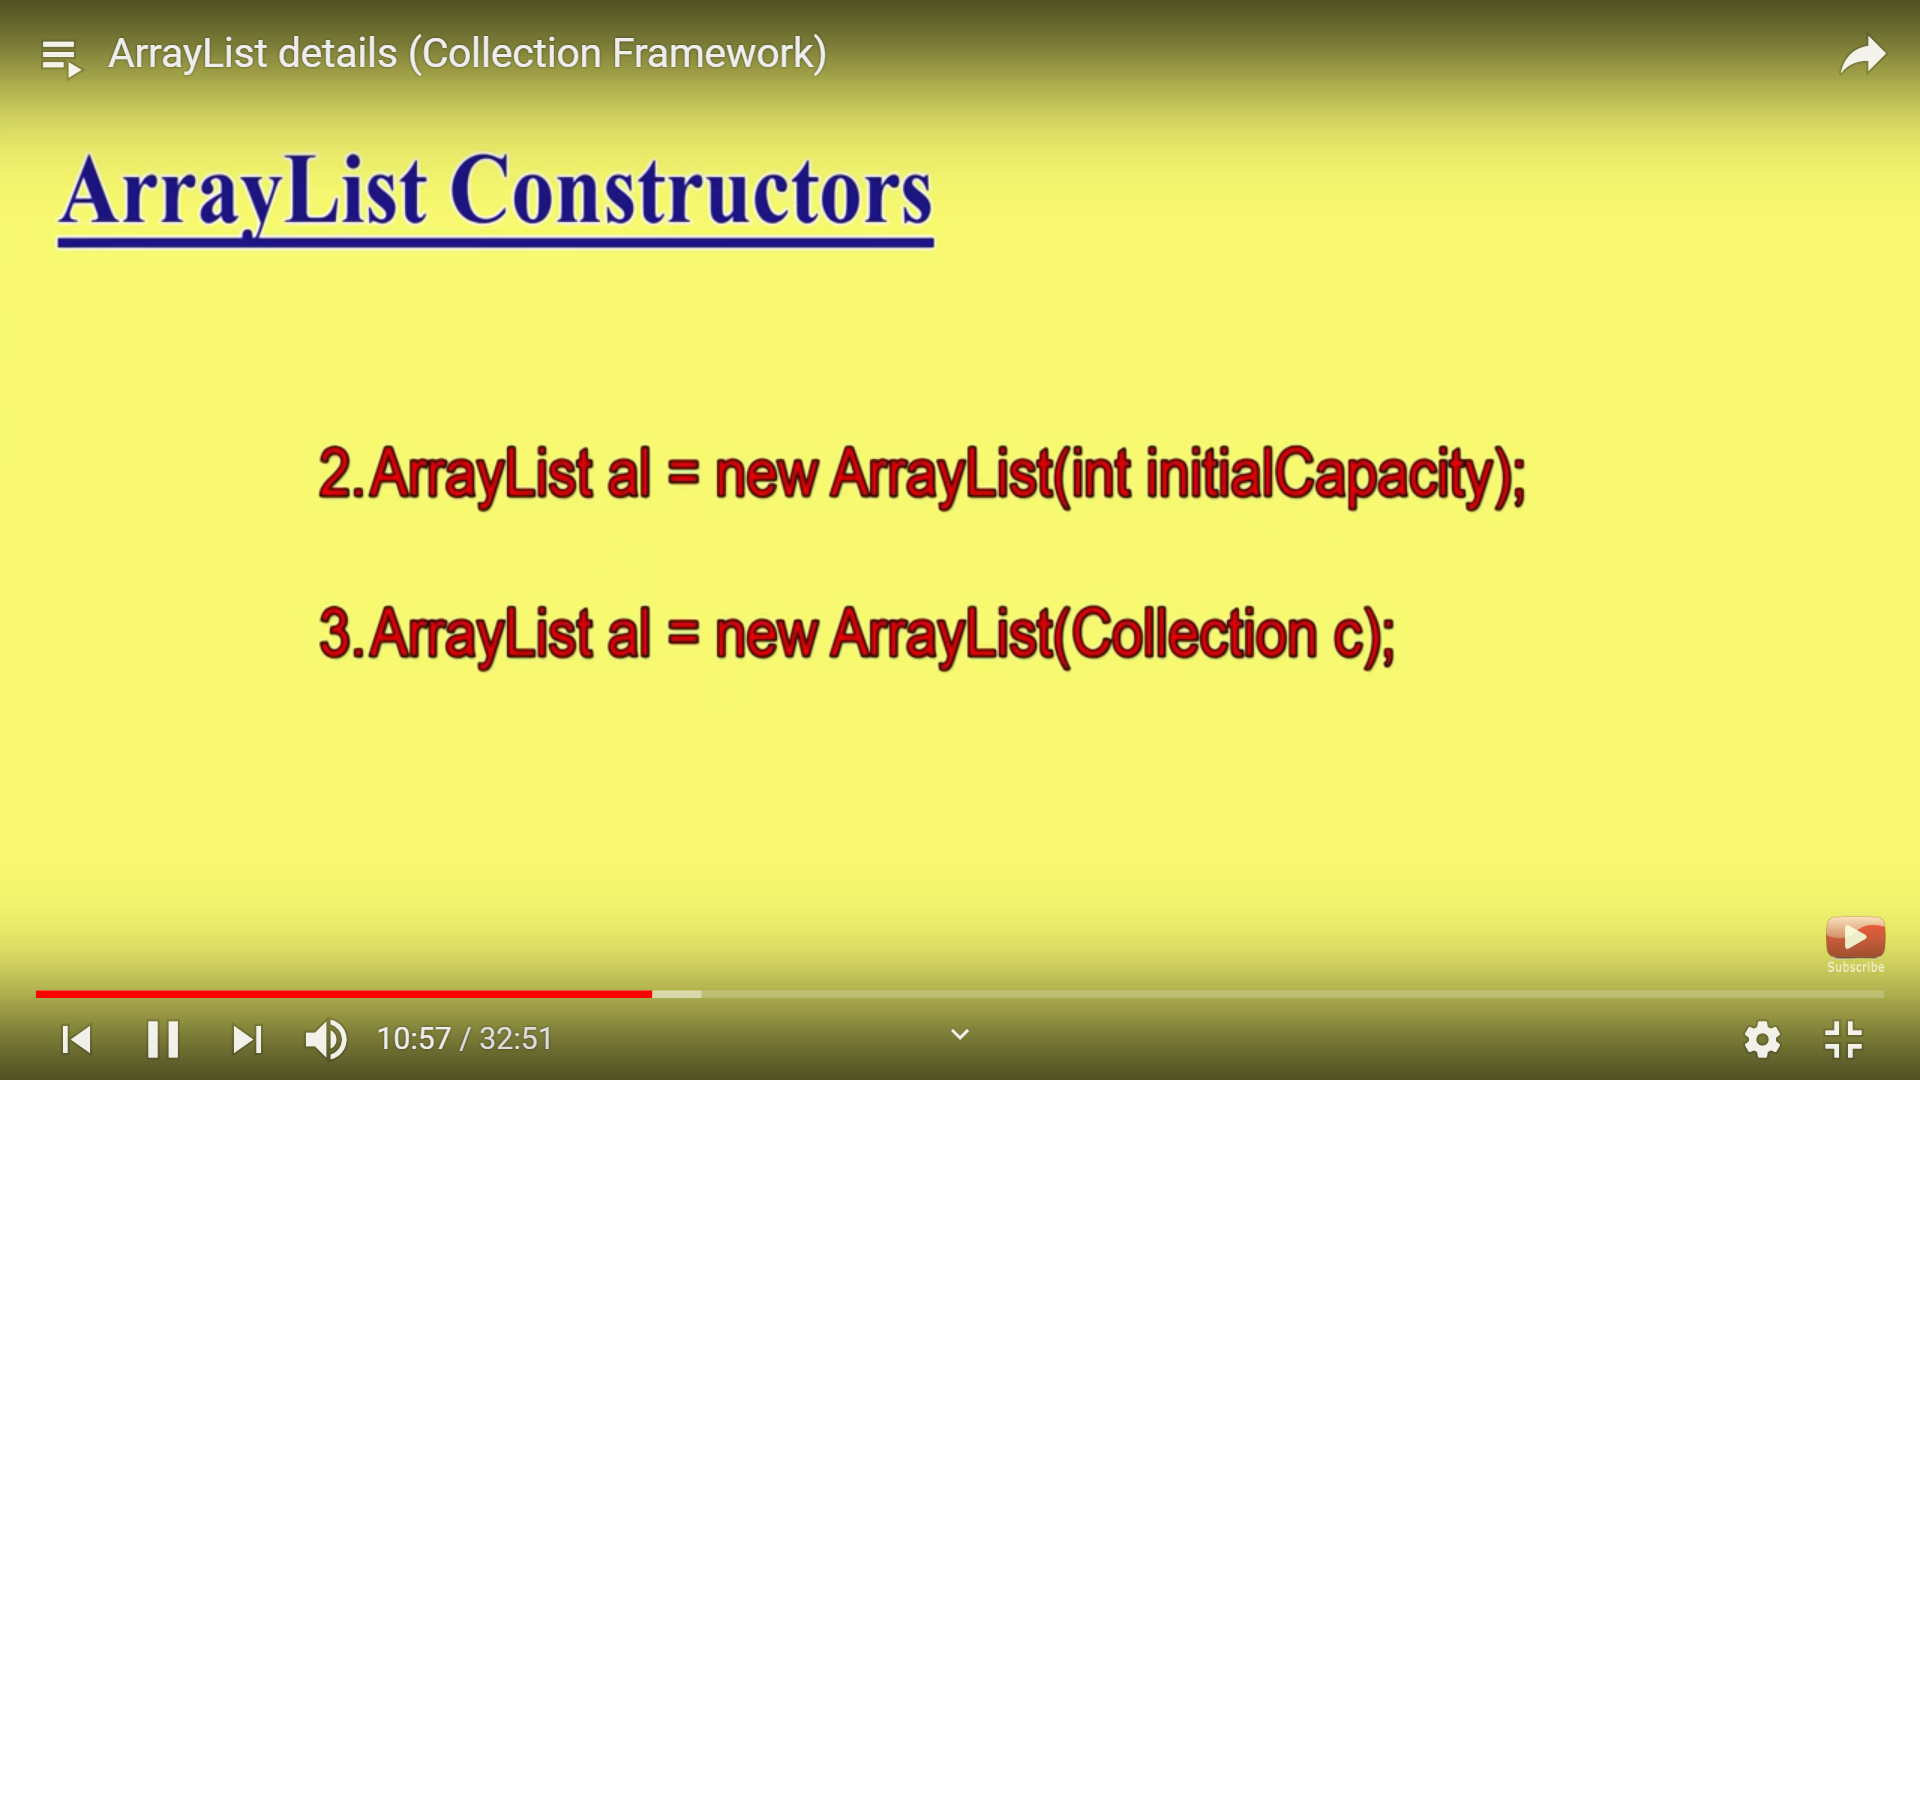 ArrayList details (Collection Framework)
ArrayList Constructors
2.ArrayList al = new ArrayList(int initialCapacity);
3.ArrayList al = new ArrayList(Collection c);
Subscribe
10:57 / 32:51